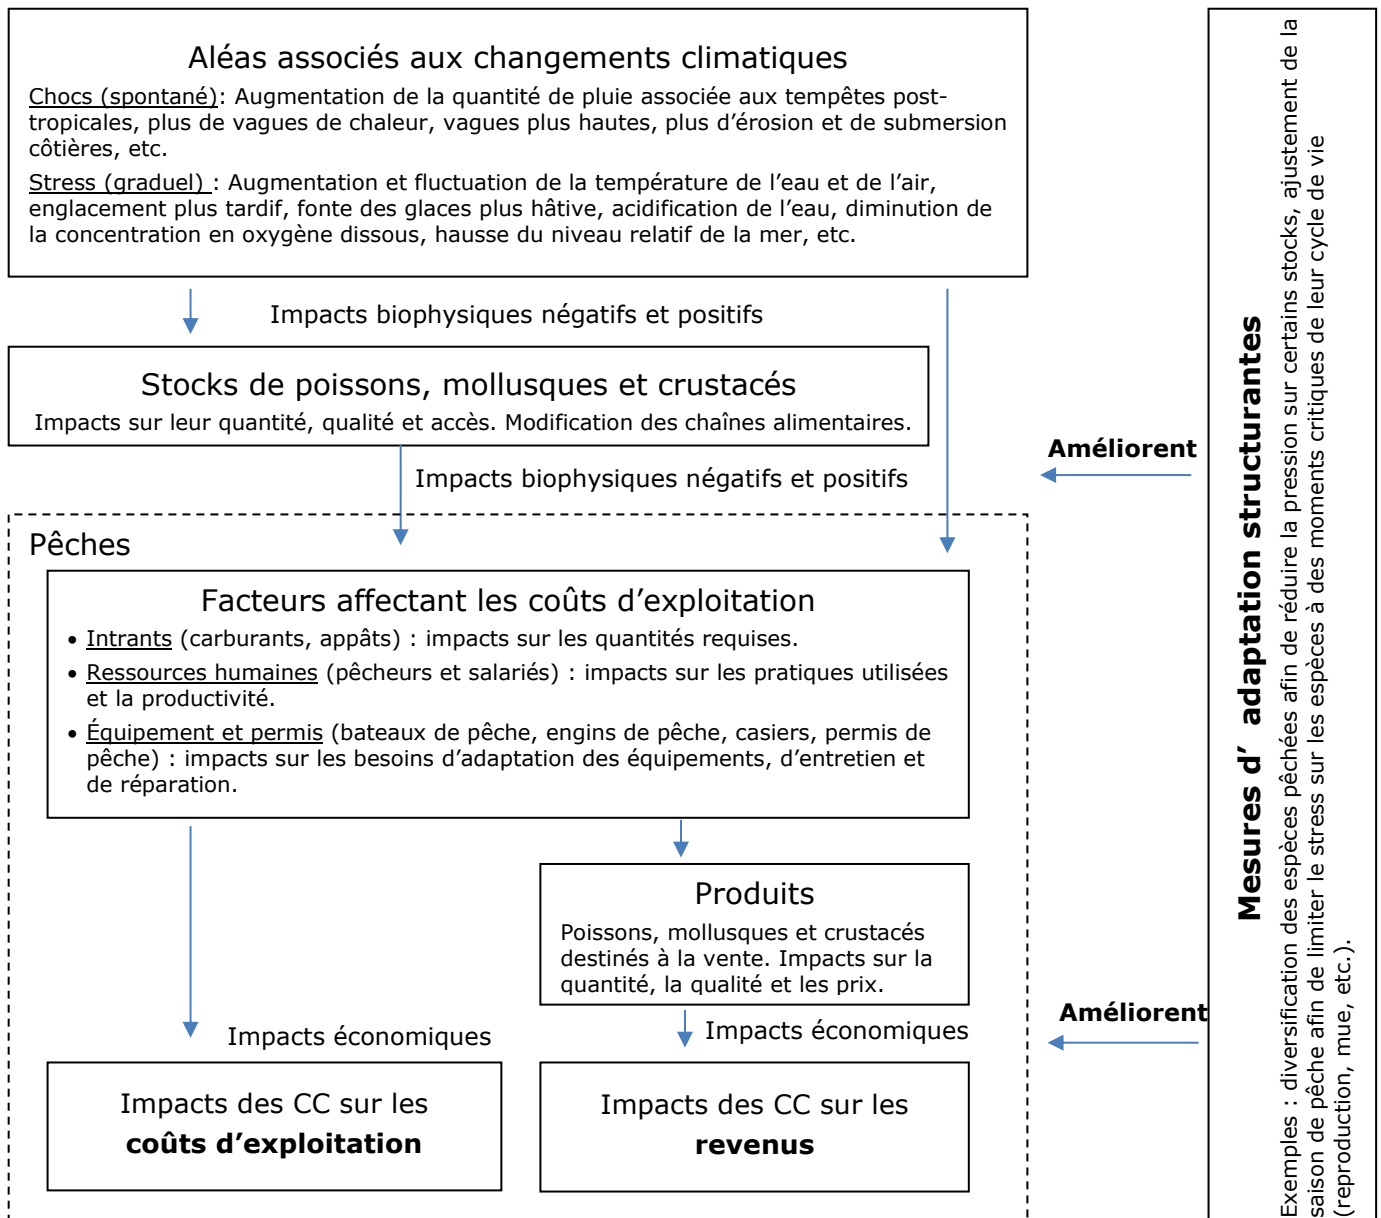 Aléas associés aux changements climatiques
Chocs (spontané): Augmentation de la quantité de pluie associée aux tempêtes post-
tropicales, plus de vagues de chaleur, vagues plus hautes, plus d’érosion et de submersion
côtières, etc.
Stress (graduel) : Augmentation et fluctuation de la température de l’eau et de l’air,
englacement plus tardif, fonte des glaces plus hâtive, acidification de l’eau, diminution de
la concentration en oxygène dissous, hausse du niveau relatif de la mer, etc.
Impacts biophysiques négatifs et positifs
Stocks de poissons, mollusques et crustacés
Impacts sur leur quantité, qualité et accès. Modification des chaînes alimentaires.
Impacts biophysiques négatifs et positifs
Pêches
Facteurs affectant les coûts d’exploitation
• Intrants (carburants, appâts) : impacts sur les quantités requises.
• Ressources humaines (pêcheurs et salariés) : impacts sur les pratiques utilisées
et la productivité.
• Équipement et permis (bateaux de pêche, engins de pêche, casiers, permis de
pêche) : impacts sur les besoins d’adaptation des équipements, d’entretien et
de réparation.
Produits
Poissons, mollusques et crustacés
destinés à la vente. Impacts sur la
quantité, la qualité et les prix.
Impacts économiques
Impacts économiques
Impacts des CC sur les
coûts d’exploitation
Impacts des CC sur les
revenus
Améliorent
Améliorent
Mesures d’ adaptation structurantes
Exemples : diversification des espèces pêchées afin de réduire la pression sur certains stocks, ajustement de la
saison de pêche afin de limiter le stress sur les espèces à des moments critiques de leur cycle de vie
(reproduction, mue, etc.).